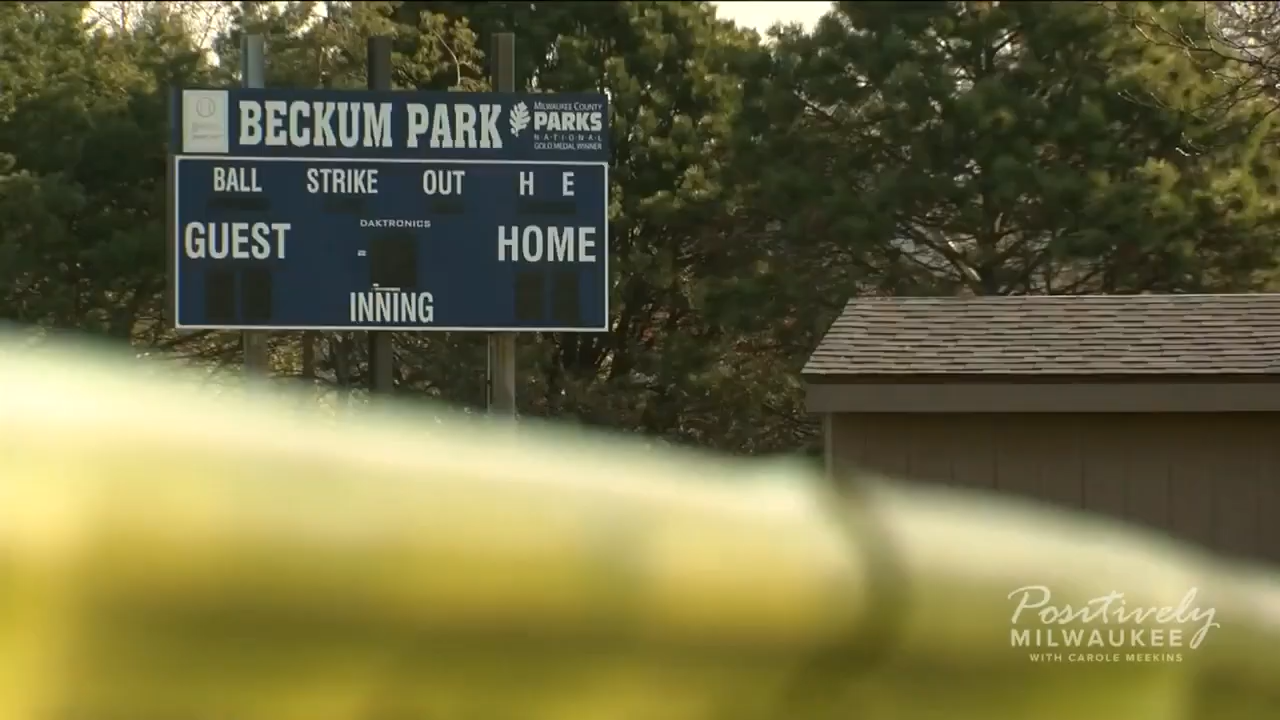 BECKUM PARK
MILWAUKEE COUNTY
PARKS
NATIONAL
GOLD MEDAL WINNER
BALL STRIKE OUT H E
DAKTRONICS
GUEST HOME
INNING
Positively
MILWAUKEE
WITH CAROLE MEEKINS